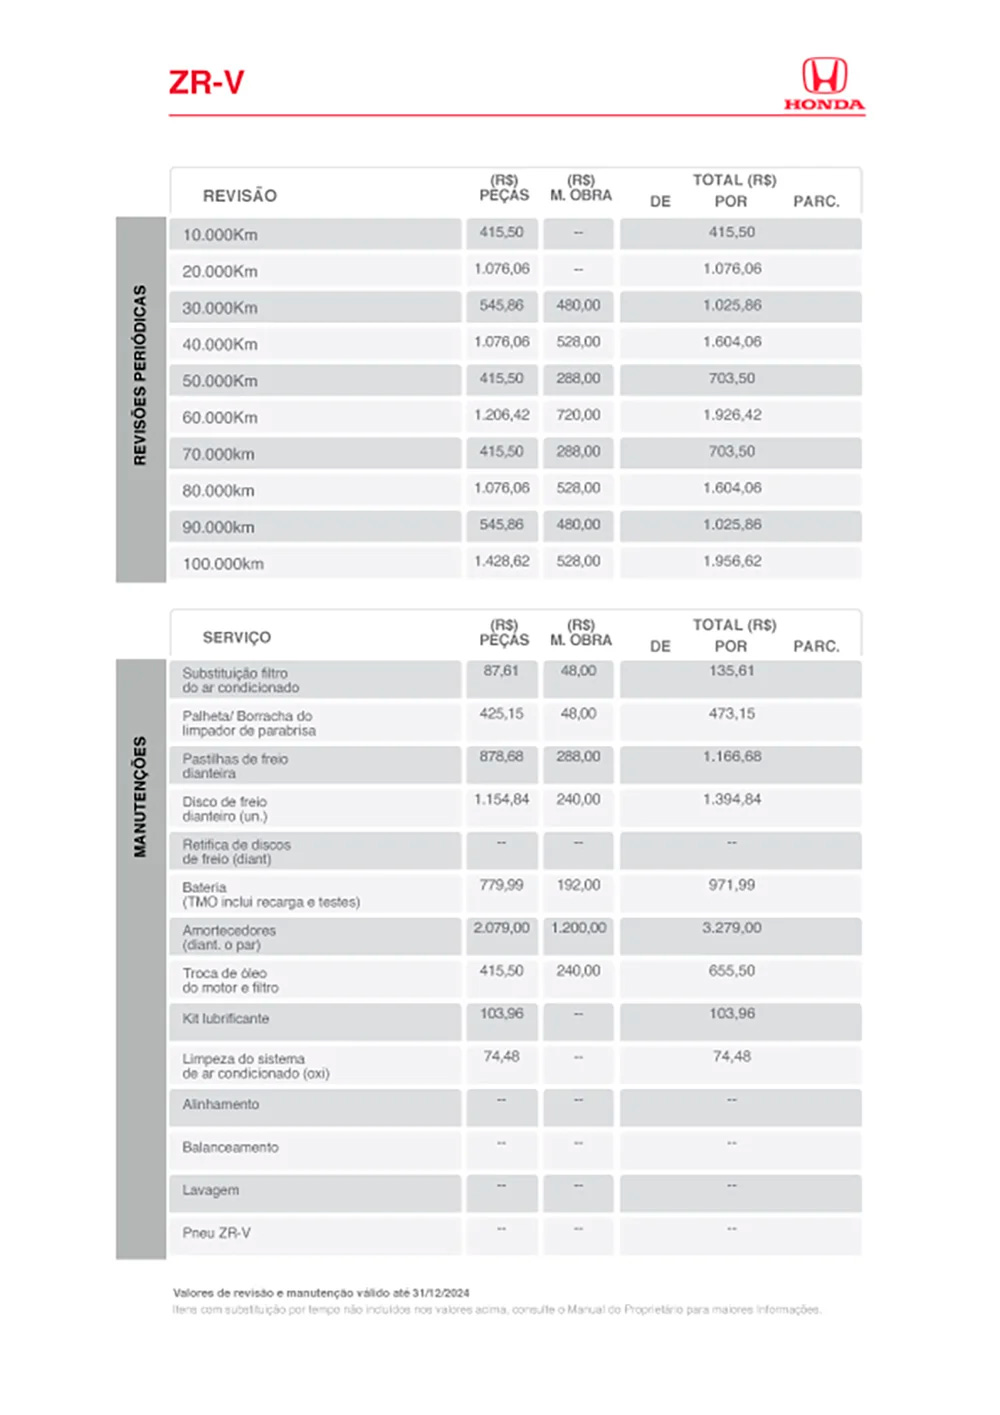 ZR-V
HONDA
REVISÃO (R$) PEÇAS (R$) M. OBRA TOTAL (R$) DE POR PARC.
REVISÕES PERIÓDICAS
10.000Km 415,50 -- 415,50
20.000Km 1.076,06 -- 1.076,06
30.000Km 545,86 480,00 1.025,86
40.000Km 1.076,06 528,00 1.604,06
50.000Km 415,50 288,00 703,50
60.000Km 1.206,42 720,00 1.926,42
70.000km 415,50 288,00 703,50
80.000km 1.076,06 528,00 1.604,06
90.000km 545,86 480,00 1.025,86
100.000km 1.428,62 528,00 1.956,62
SERVIÇO (R$) PEÇAS (R$) M. OBRA TOTAL (R$) DE POR PARC.
MANUTENÇÕES
Substituição filtro
do ar condicionado 87,61 48,00 135,61
Palheta/ Borracha do
limpador de parabrisa 425,15 48,00 473,15
Pastilhas de freio
dianteira 878,68 288,00 1.166,68
Disco de freio
dianteiro (un.) 1.154,84 240,00 1.394,84
Retífica de discos
de freio (diant) -- -- --
Bateria
(TMO inclui recarga e testes) 779,99 192,00 971,99
Amortecedores
(diant. o par) 2.079,00 1.200,00 3.279,00
Troca de óleo
do motor e filtro 415,50 240,00 655,50
Kit lubrificante 103,96 -- 103,96
Limpeza do sistema
de ar condicionado (oxi) 74,48 -- 74,48
Alinhamento -- -- --
Balanceamento -- -- --
Lavagem -- -- --
Pneu ZR-V -- -- --
Valores de revisão e manutenção válido até 31/12/2024
Itens com substituição por tempo não incluídos nos valores acima, consulte o Manual do Proprietário para maiores Informações.